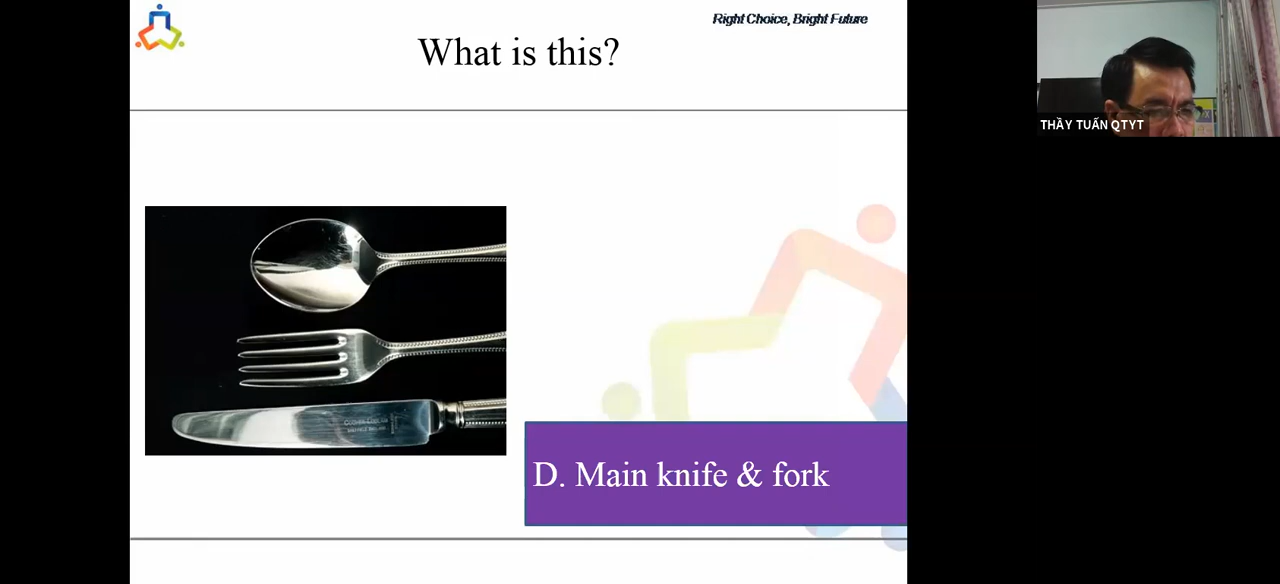 Right Choice, Bright Future
What is this?
THẦY TUẤN QTYT
D. Main knife & fork